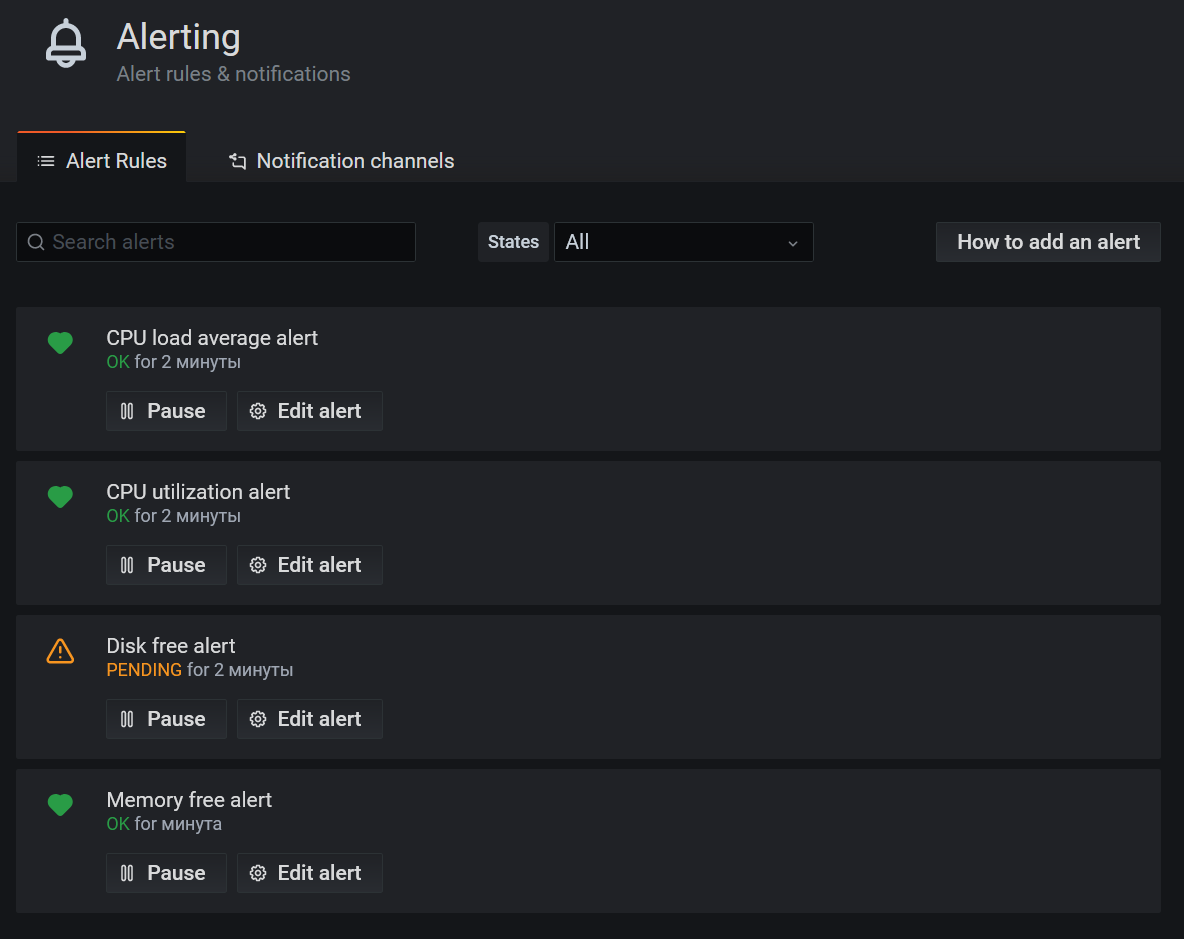 Alerting
Alert rules & notifications
Alert Rules
Notification channels
Search alerts
States
All
How to add an alert
CPU load average alert
OK for 2 минуты
Pause
Edit alert
CPU utilization alert
OK for 2 минуты
Pause
Edit alert
Disk free alert
PENDING for 2 минуты
Pause
Edit alert
Memory free alert
OK for минута
Pause
Edit alert